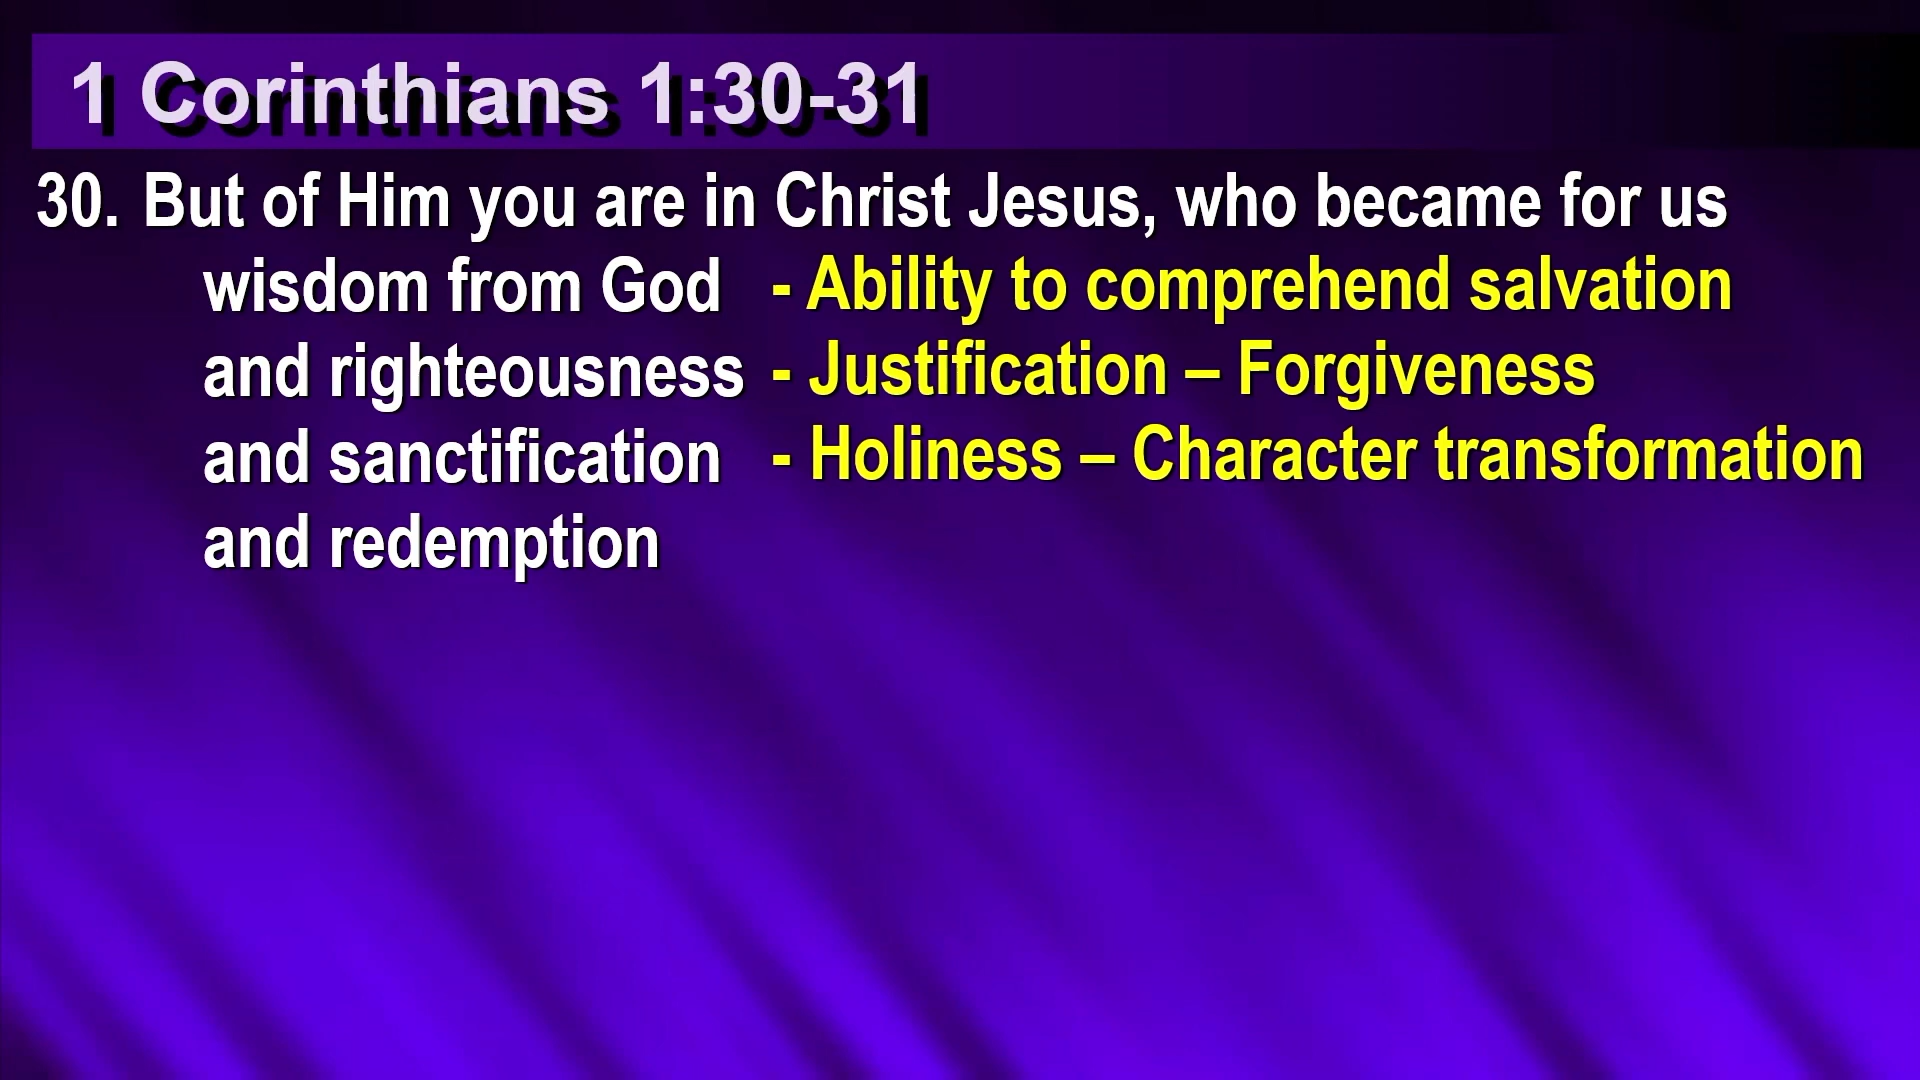 1 Corinthians 1:30-31
30. But of Him you are in Christ Jesus, who became for us
wisdom from God - Ability to comprehend salvation
and righteousness - Justification – Forgiveness
and sanctification - Holiness – Character transformation
and redemption